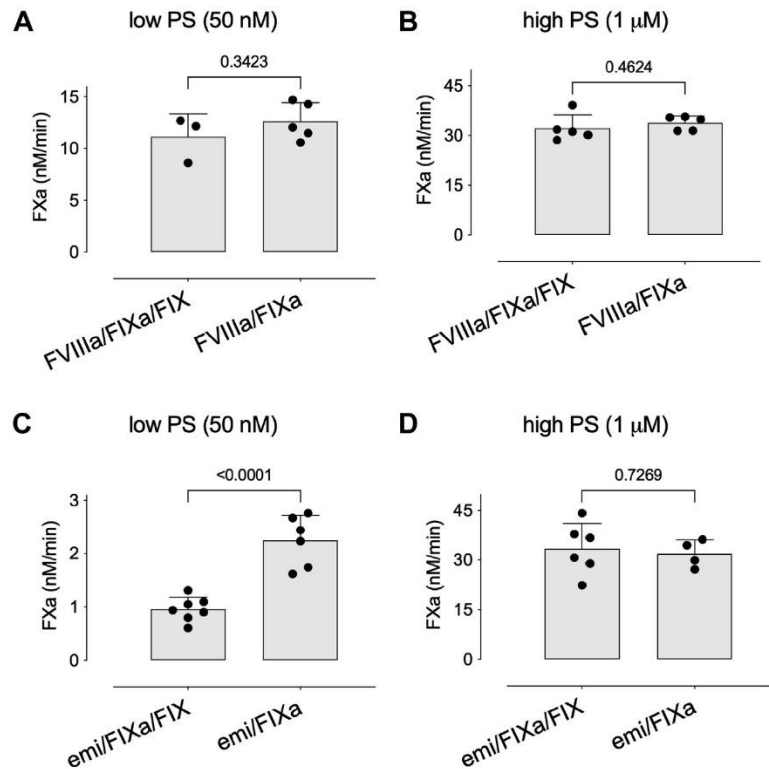 A
low PS (50 nM)
0.3423
FXa (nM/min)
15
10
5
0
FVIIIa/FIXa/FIX
FVIIIa/FIXa
B
high PS (1 μM)
0.4624
FXa (nM/min)
45
30
15
0
FVIIIa/FIXa/FIX
FVIIIa/FIXa
C
low PS (50 nM)
<0.0001
FXa (nM/min)
3
2
1
0
emi/FIXa/FIX
emi/FIXa
D
high PS (1 μM)
0.7269
FXa (nM/min)
45
30
15
0
emi/FIXa/FIX
emi/FIXa